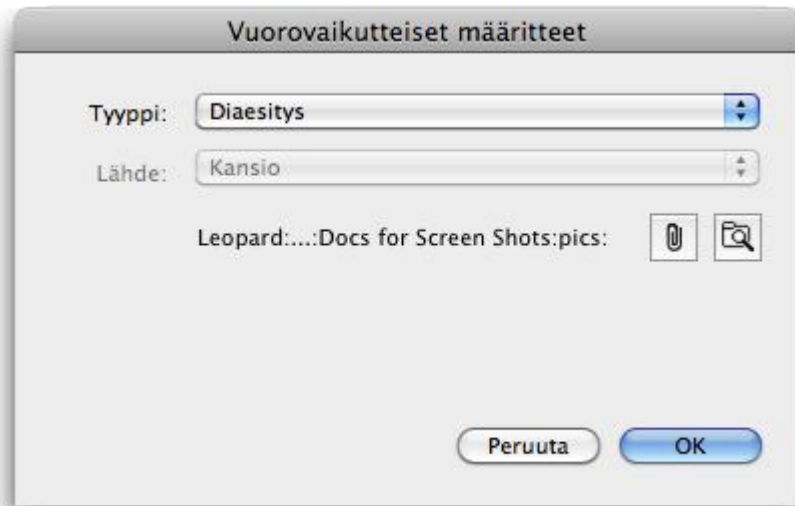 Vuorovaikutteiset määritteet
Tyyppi: Diaesitys
Lähde: Kansio
Leopard:...:Docs for Screen Shots:pics:
Peruuta OK